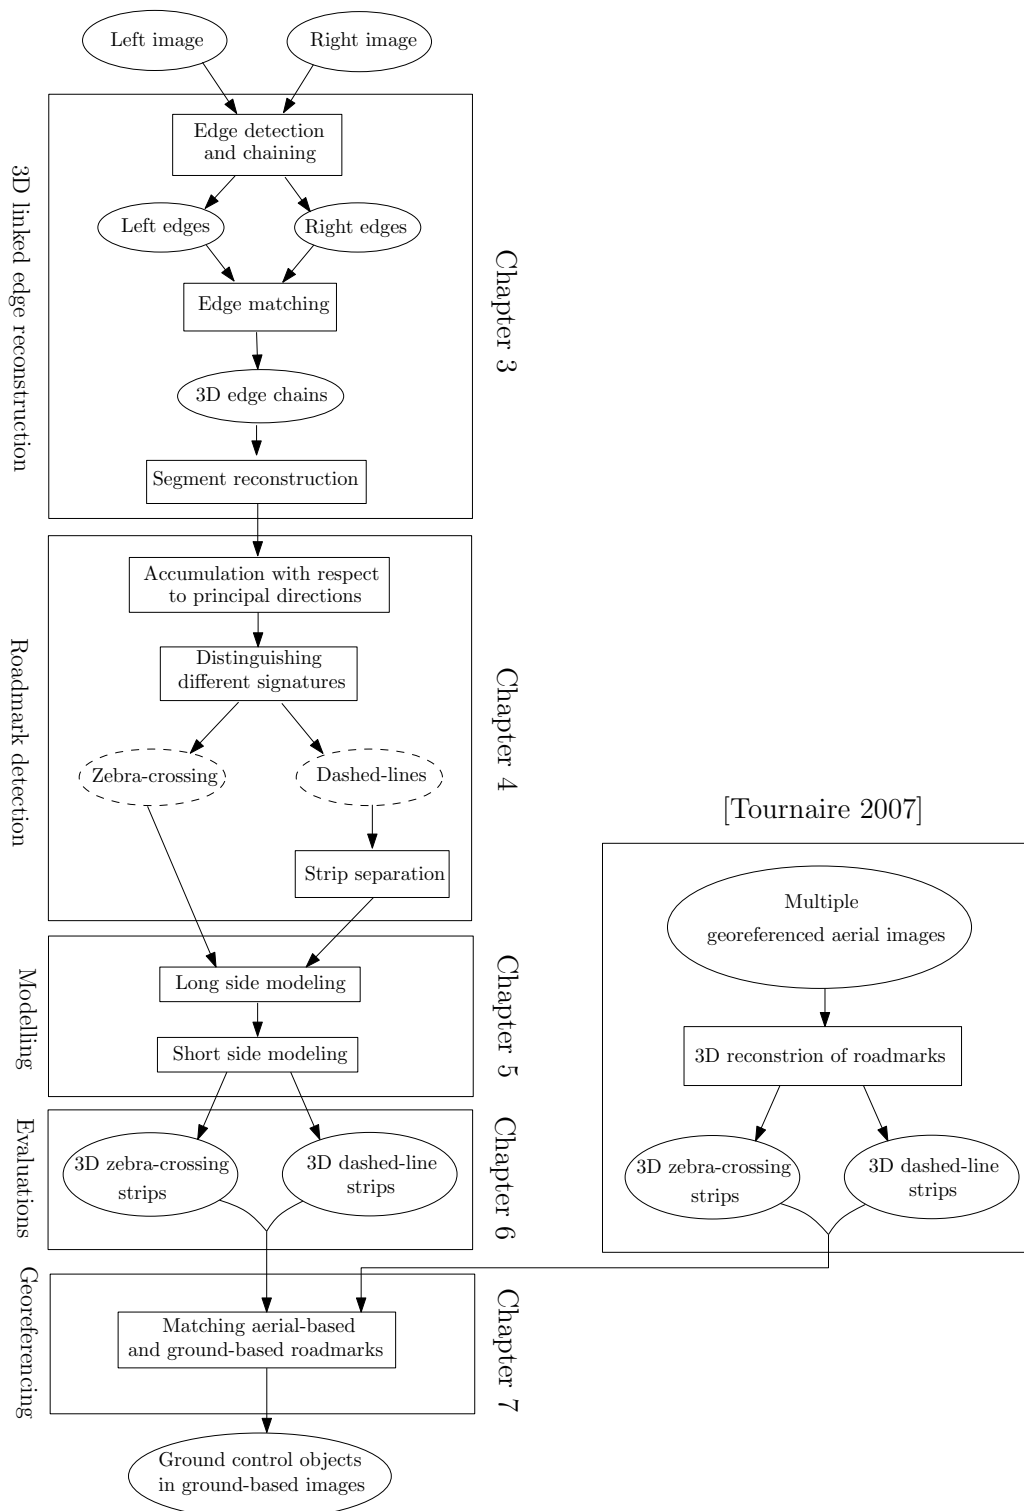 Left image
Right image
Edge detection
and chaining
Left edges
Right edges
Edge matching
3D edge chains
Segment reconstruction
3D linked edge reconstruction
Chapter 3
Accumulation with respect
to principal directions
Distinguishing
different signatures
Zebra-crossing
Dashed-lines
Strip separation
Roadmark detection
Chapter 4
Long side modeling
Short side modeling
Modelling
Chapter 5
3D zebra-crossing
strips
3D dashed-line
strips
Evaluations
Chapter 6
[Tournaire 2007]
Multiple
georeferenced aerial images
3D reconstrion of roadmarks
3D zebra-crossing
strips
3D dashed-line
strips
Matching aerial-based
and ground-based roadmarks
Georeferencing
Chapter 7
Ground control objects
in ground-based images